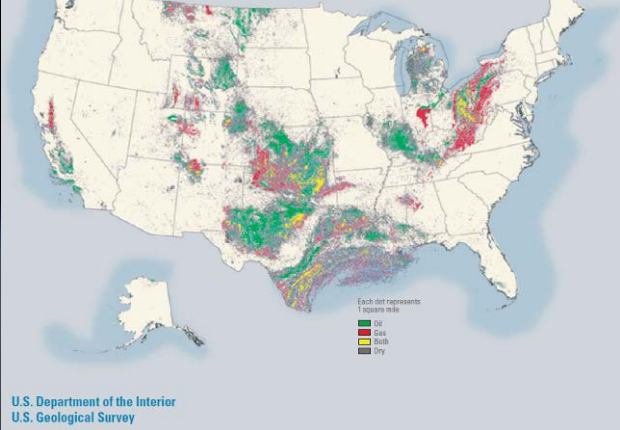 Each dot represents
1 square mile
Oil
Gas
Both
Dry
U.S. Department of the Interior
U.S. Geological Survey